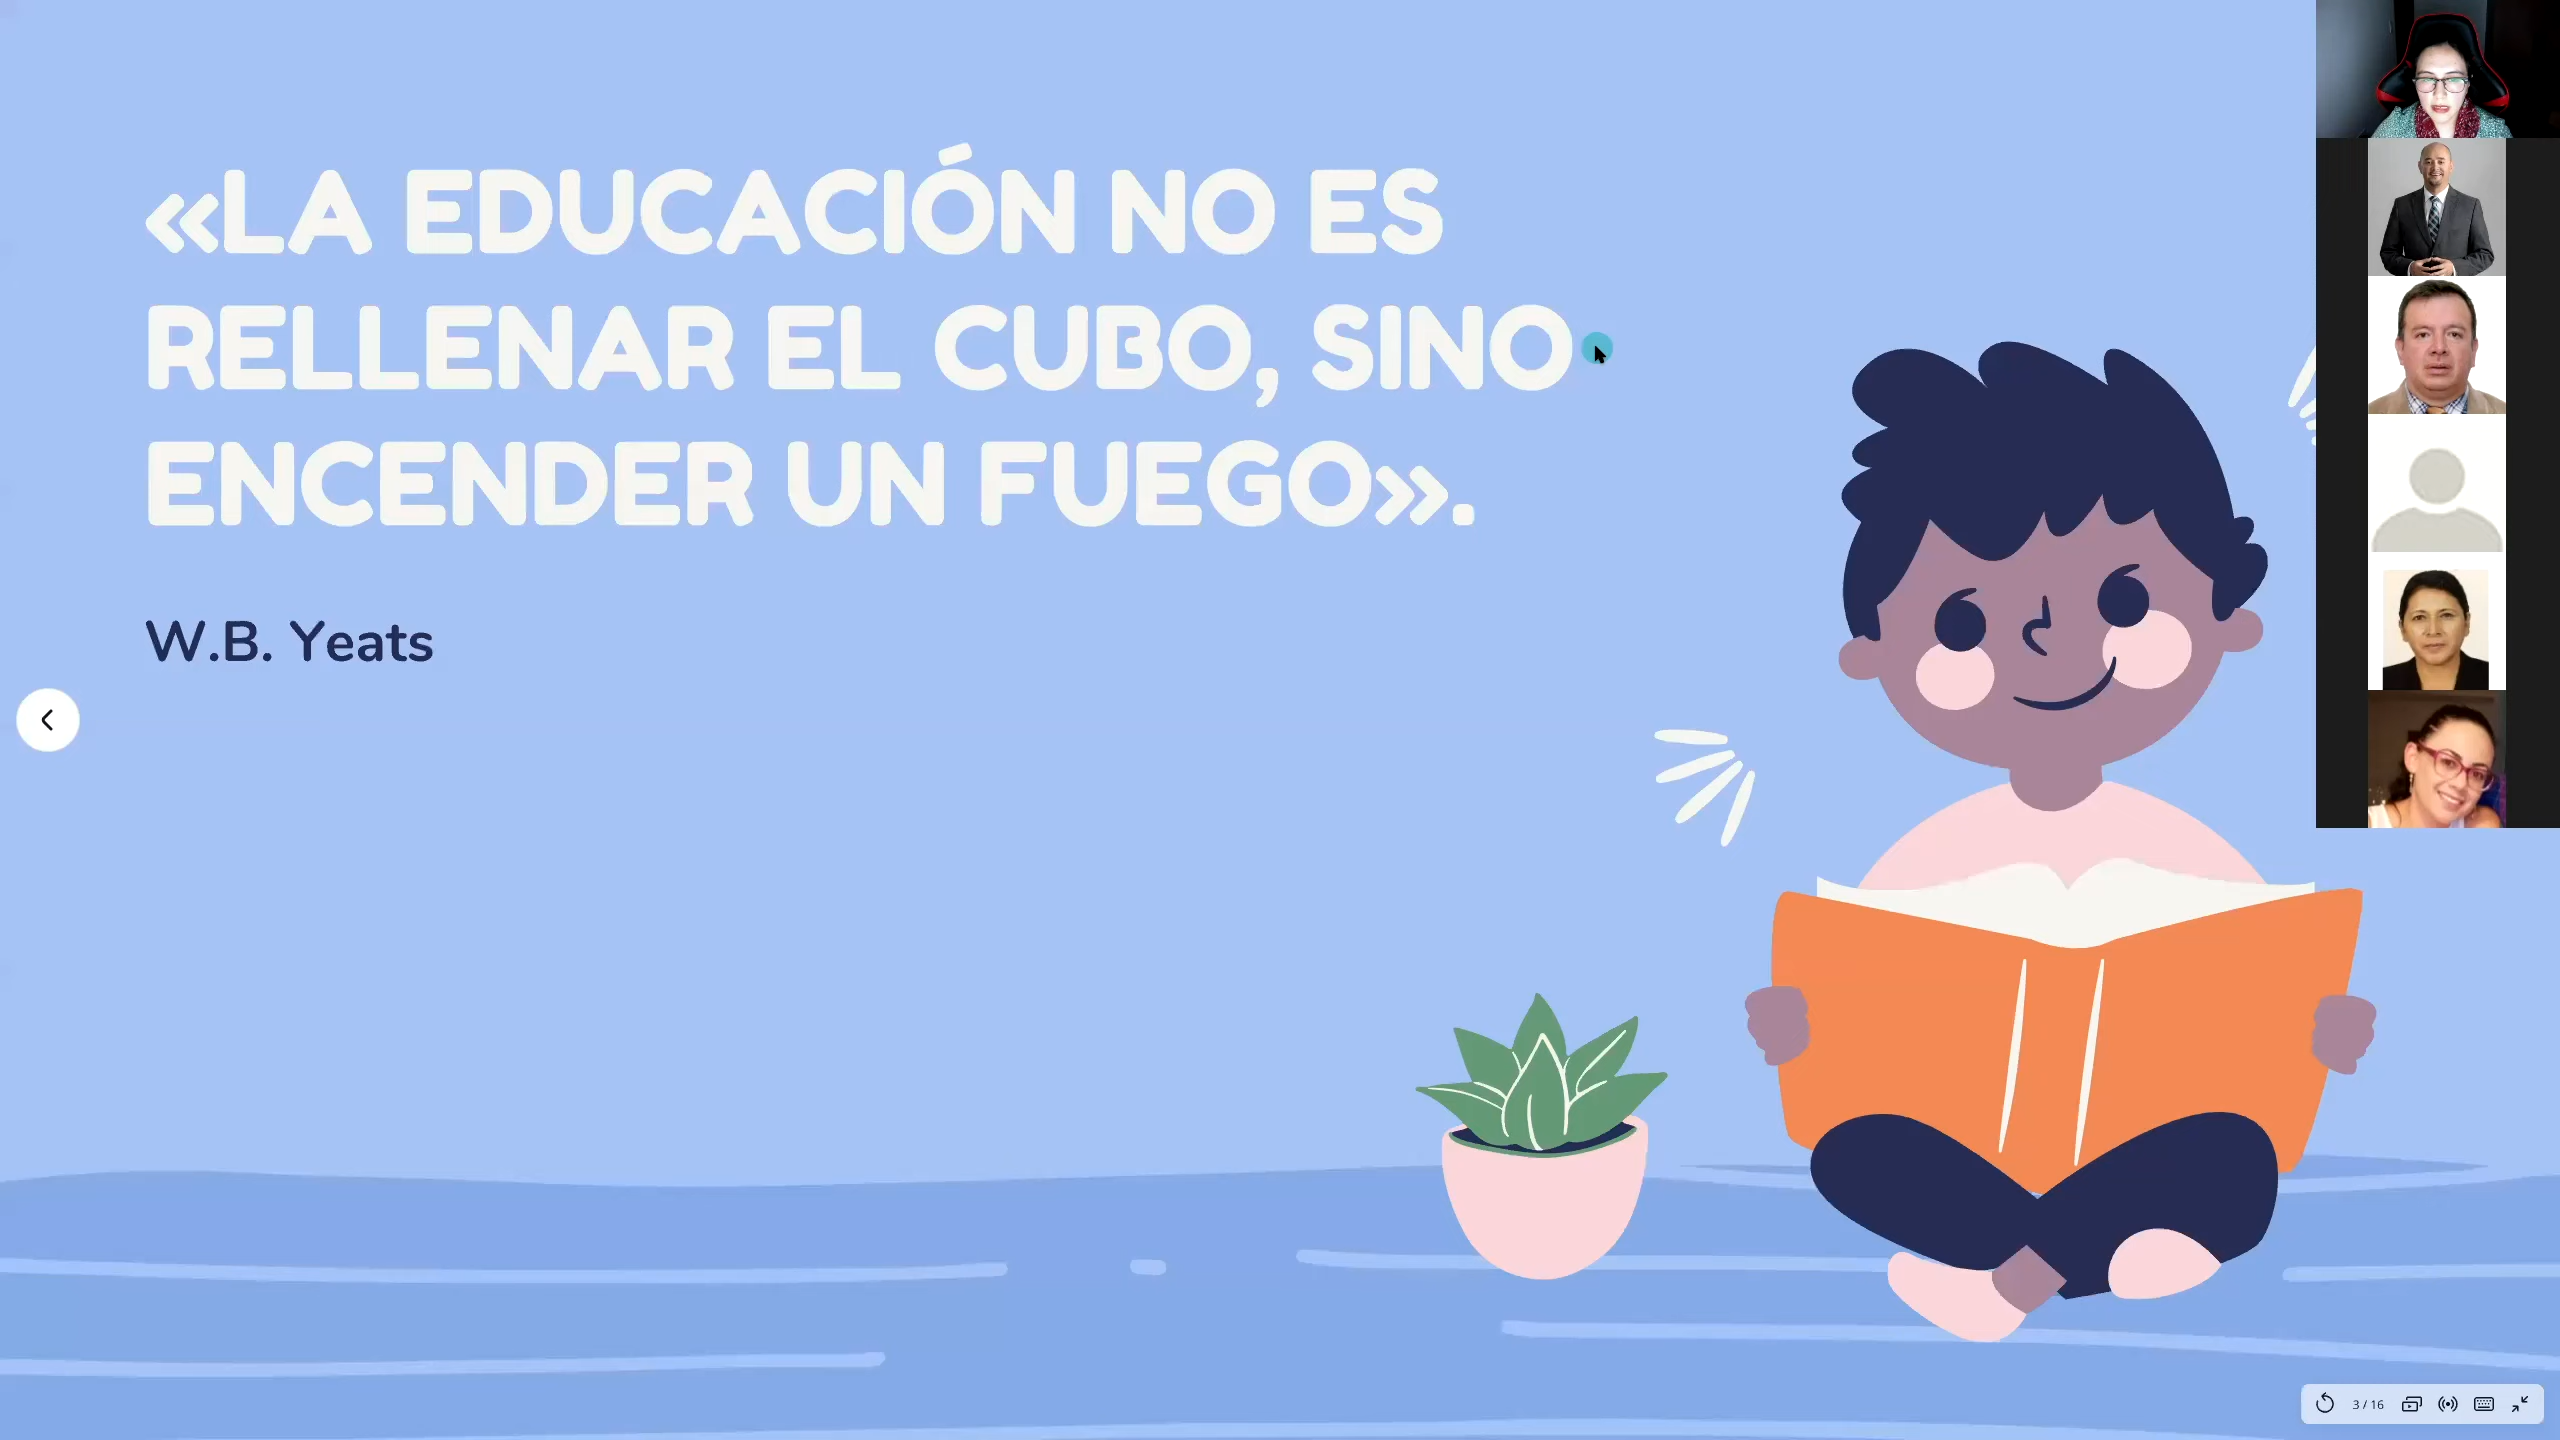 «LA EDUCACIÓN NO ES
RELLENAR EL CUBO, SINO
ENCENDER UN FUEGO».
W.B. Yeats
3 / 16